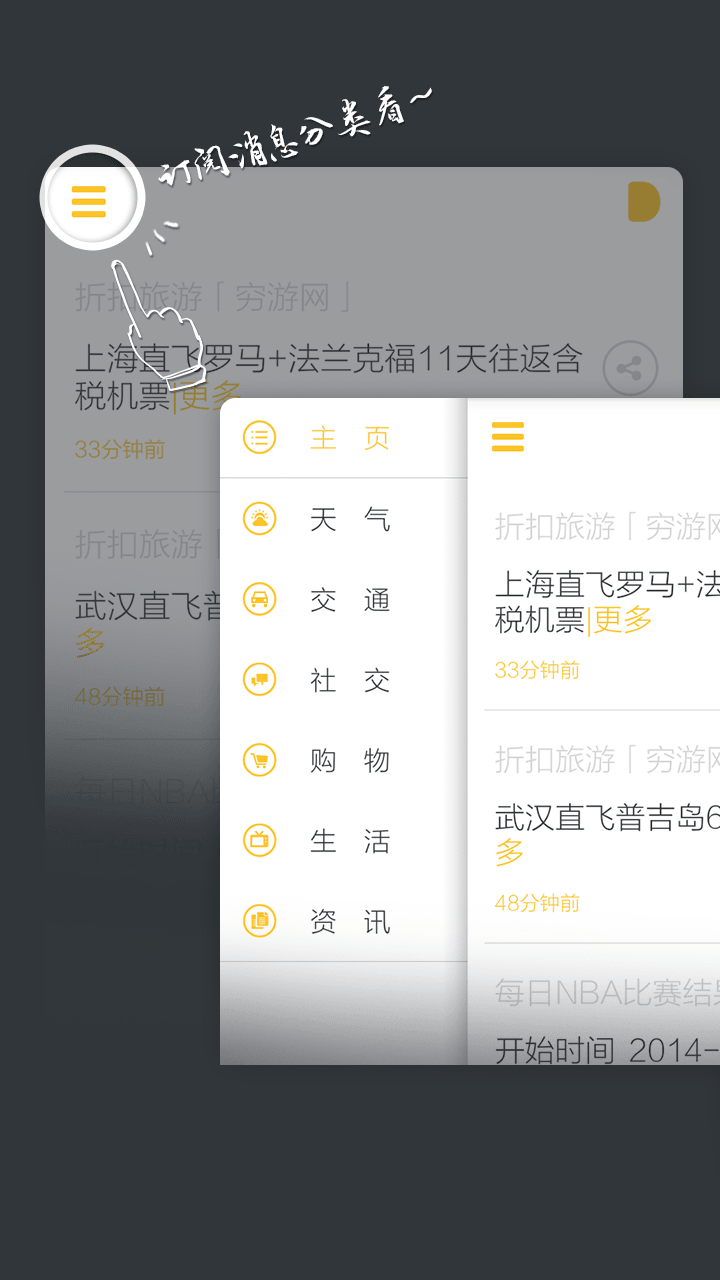 订阅消息分类看~
折扣旅游「穷游网」
上海直飞罗马+法兰克福11天往返含
税机票|更多
33分钟前
折扣旅游「
武汉直飞普
多
48分钟前
每日NBA比
主页
天气
交通
社交
购物
生活
资讯
折扣旅游「穷游网
上海直飞罗马+法
税机票|更多
33分钟前
折扣旅游「穷游网
武汉直飞普吉岛6
多
48分钟前
每日NBA比赛结果
开始时间 2014-